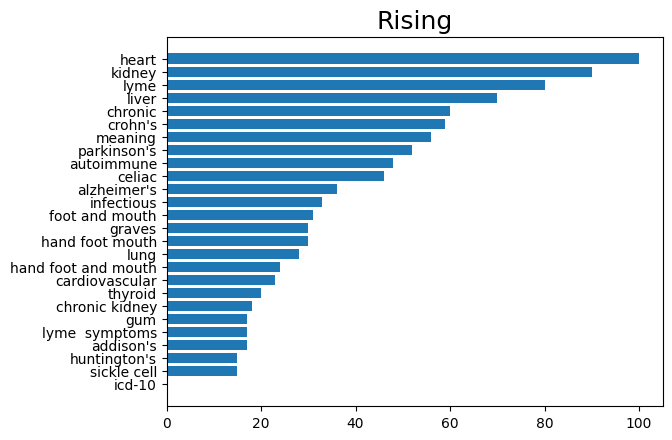 Rising
heart
kidney
lyme
liver
chronic
crohn's
meaning
parkinson's
autoimmune
celiac
alzheimer's
infectious
foot and mouth
graves
hand foot mouth
lung
hand foot and mouth
cardiovascular
thyroid
chronic kidney
gum
lyme  symptoms
addison's
huntington's
sickle cell
icd-10
0 20 40 60 80 100